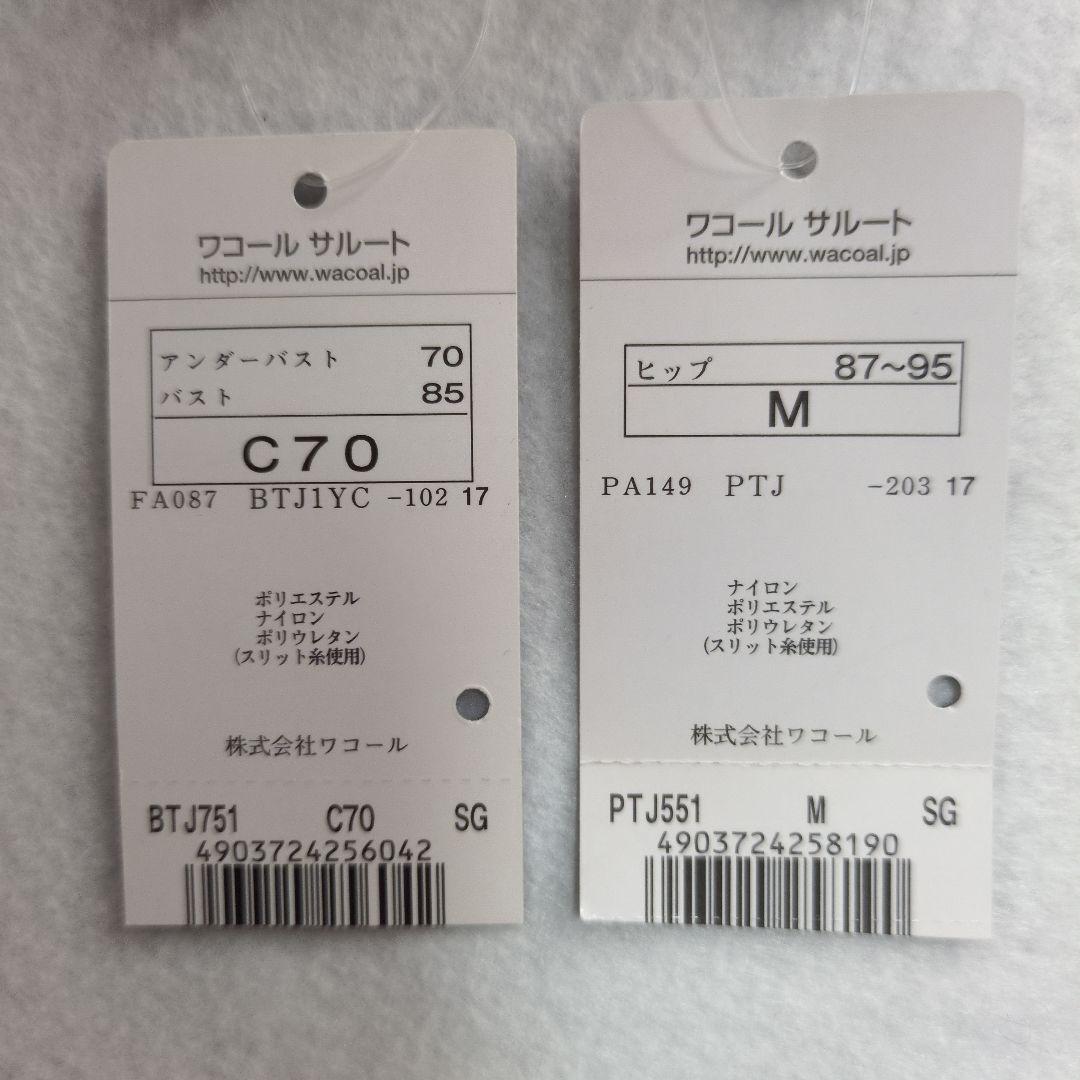 ワコール サルート
http://www.wacoal.jp
アンダーバスト 70
バスト 85
C70
FA087 BTJ1YC -102 17
ポリエステル
ナイロン
ポリウレタン
(スリット糸使用)
株式会社ワコール
BTJ751 C70 SG
4903724256042
ワコール サルート
http://www.wacoal.jp
ヒップ 87～95
M
PA149 PTJ -203 17
ナイロン
ポリエステル
ポリウレタン
(スリット糸使用)
株式会社ワコール
PTJ551 M SG
4903724258190